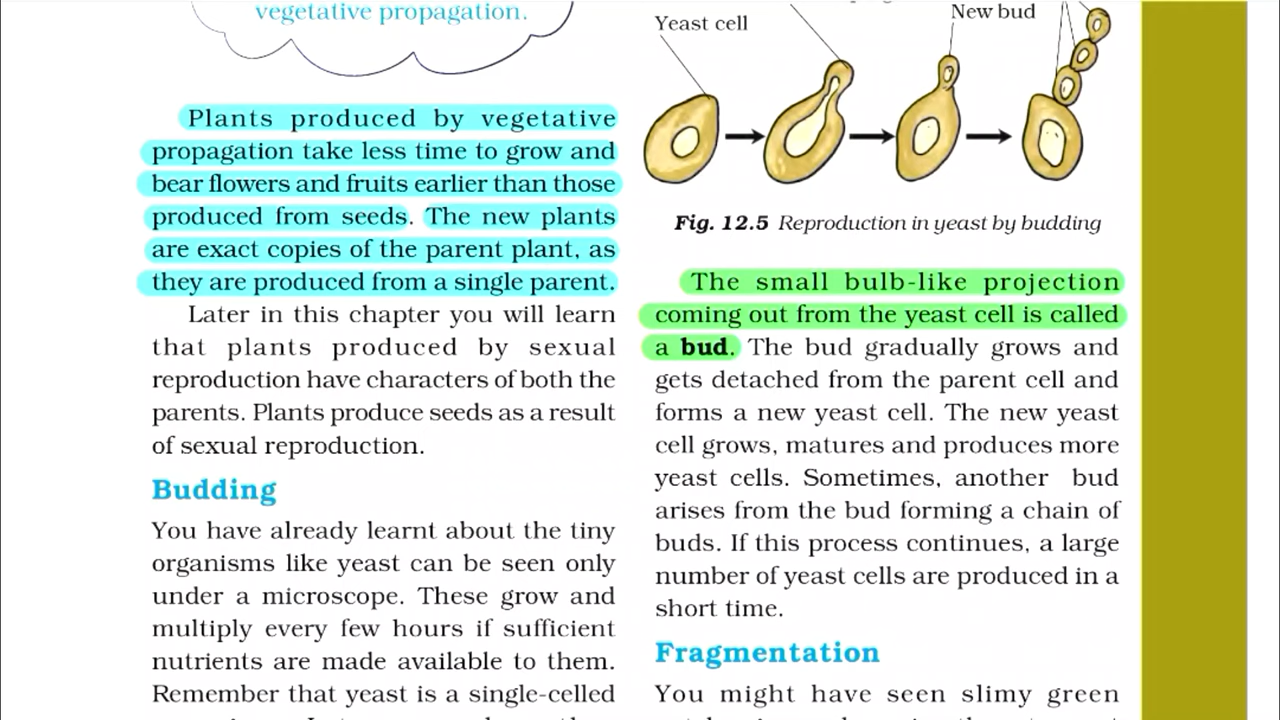 vegetative propagation.
Plants produced by vegetative
propagation take less time to grow and
bear flowers and fruits earlier than those
produced from seeds. The new plants
are exact copies of the parent plant, as
they are produced from a single parent.
Later in this chapter you will learn
that plants produced by sexual
reproduction have characters of both the
parents. Plants produce seeds as a result
of sexual reproduction.
Budding
You have already learnt about the tiny
organisms like yeast can be seen only
under a microscope. These grow and
multiply every few hours if sufficient
nutrients are made available to them.
Remember that yeast is a single-celled
Yeast cell
New bud
Fig. 12.5 Reproduction in yeast by budding
The small bulb-like projection
coming out from the yeast cell is called
a bud. The bud gradually grows and
gets detached from the parent cell and
forms a new yeast cell. The new yeast
cell grows, matures and produces more
yeast cells. Sometimes, another bud
arises from the bud forming a chain of
buds. If this process continues, a large
number of yeast cells are produced in a
short time.
Fragmentation
You might have seen slimy green